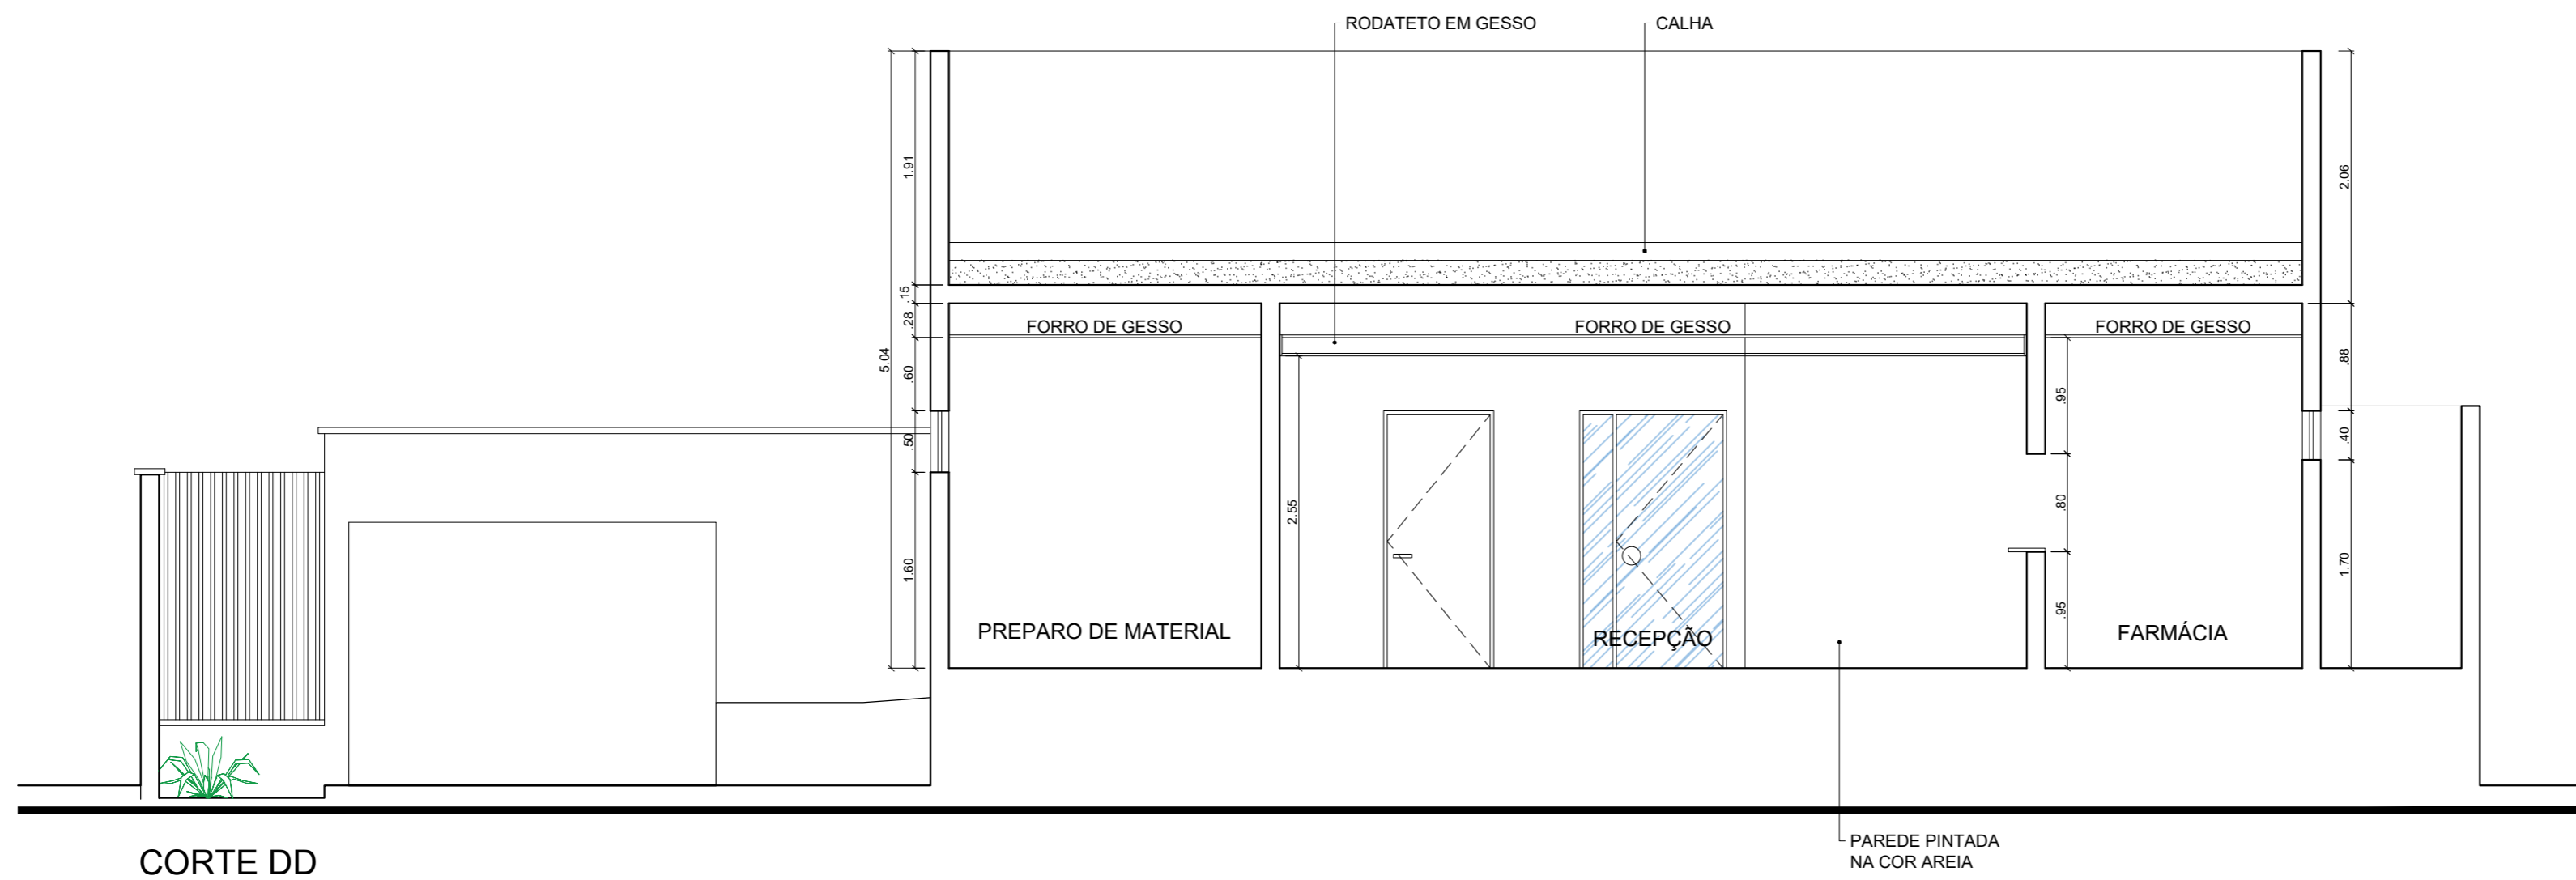 RODATETO EM GESSO
CALHA
1.91
2.06
.15
.28
FORRO DE GESSO
FORRO DE GESSO
FORRO DE GESSO
5.04
.60
.88
.95
.50
.40
2.55
.80
1.60
1.70
.95
PREPARO DE MATERIAL
RECEPÇÃO
FARMÁCIA
PAREDE PINTADA
NA COR AREIA
CORTE DD